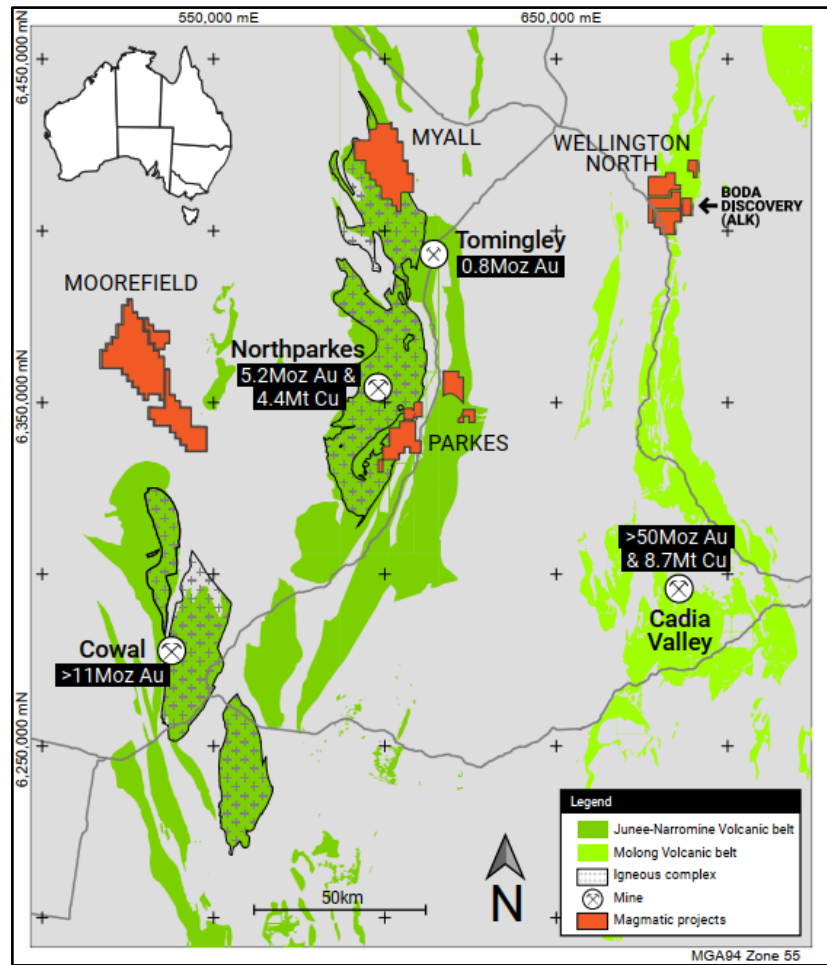 550,000 mE
650,000 mE
6,450,000 mN
MYALL
WELLINGTON
NORTH
BODA
DISCOVERY
(ALK)
Tomingley
0.8Moz Au
MOOREFIELD
Northparkes
5.2Moz Au &
4.4Mt Cu
6,350,000 mN
PARKES
>50Moz Au
& 8.7Mt Cu
Cadia
Valley
Cowal
>11Moz Au
6,250,000 mN
Legend
Junee-Narromine Volcanic belt
Molong Volcanic belt
Igneous complex
Mine
Magmatic projects
50km
N
MGA94 Zone 55